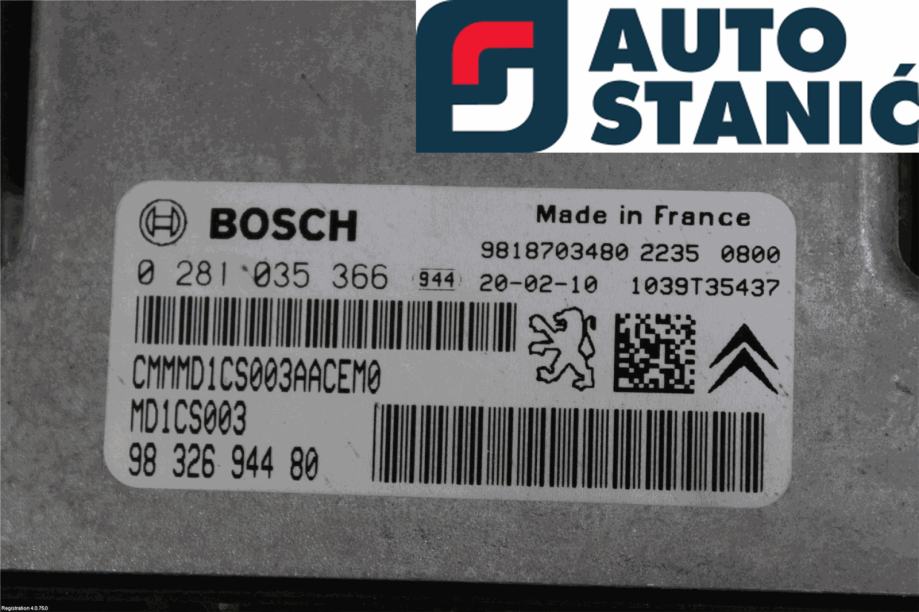 AUTO
STANIĆ
BOSCH
Made in France
9818703480 2235 0800
0 281 035 366 944 20-02-10 1039T35437
CMMMD1CS003AACEM0
MD1CS003
98 326 944 80
Registration 4.0.75.0